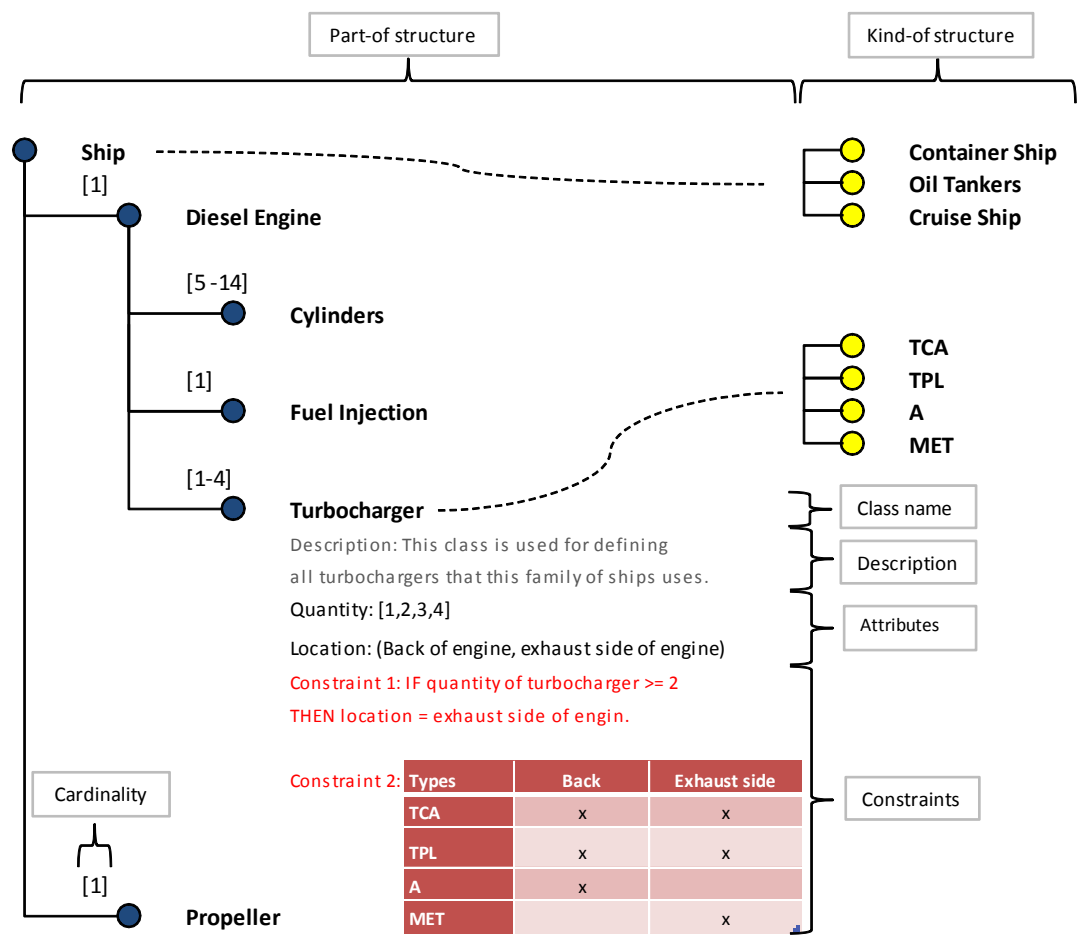 Part-of structure
Kind-of structure
Ship
Container Ship
Oil Tankers
Cruise Ship
[1]
Diesel Engine
[5 -14]
Cylinders
[1]
Fuel Injection
TCA
TPL
A
MET
[1-4]
Turbocharger
Class name
Description: This class is used for defining
all turbochargers that this family of ships uses.
Description
Quantity: [1,2,3,4]
Location: (Back of engine, exhaust side of engine)
Attributes
Constraint 1: IF quantity of turbocharger >= 2
THEN location = exhaust side of engin.
Constraint 2:
Types Back Exhaust side
TCA x x
TPL x x
A x
MET x
Constraints
Cardinality
[1]
Propeller